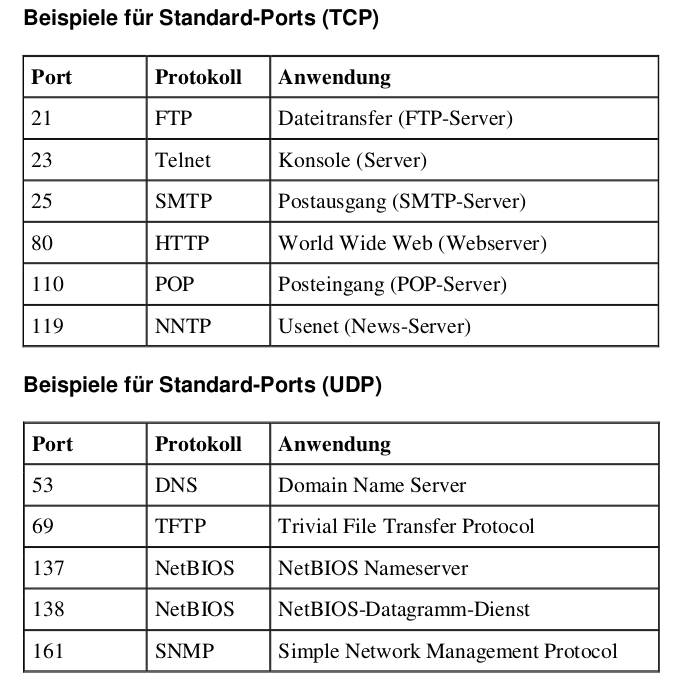 Beispiele für Standard-Ports (TCP)
Port Protokoll Anwendung
21 FTP Dateitransfer (FTP-Server)
23 Telnet Konsole (Server)
25 SMTP Postausgang (SMTP-Server)
80 HTTP World Wide Web (Webserver)
110 POP Posteingang (POP-Server)
119 NNTP Usenet (News-Server)
Beispiele für Standard-Ports (UDP)
Port Protokoll Anwendung
53 DNS Domain Name Server
69 TFTP Trivial File Transfer Protocol
137 NetBIOS NetBIOS Nameserver
138 NetBIOS NetBIOS-Datagramm-Dienst
161 SNMP Simple Network Management Protocol